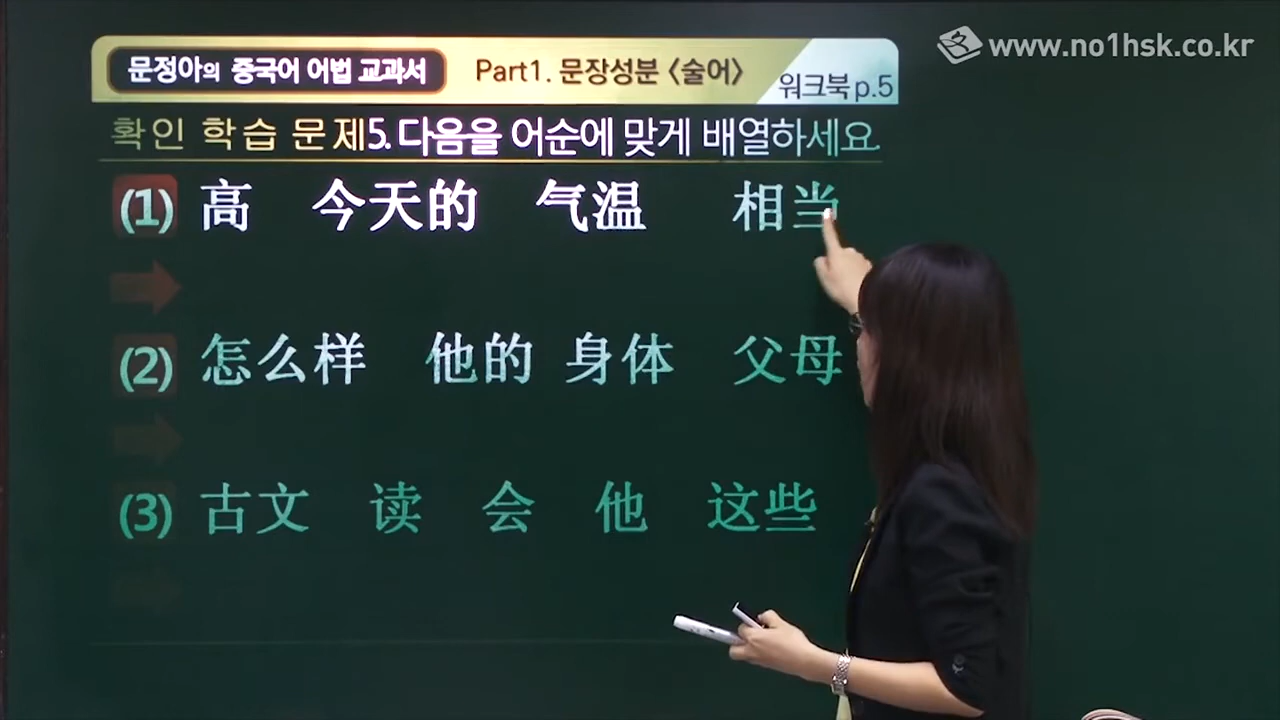 www.no1hsk.co.kr
문정아의 중국어 어법 교과서 Part1. 문장성분 〈술어〉 워크북 p.5
확인 학습 문제5. 다음을 어순에 맞게 배열하세요.
(1) 高 今天的 气温 相当
(2) 怎么样 他的 身体 父母
(3) 古文 读 会 他 这些